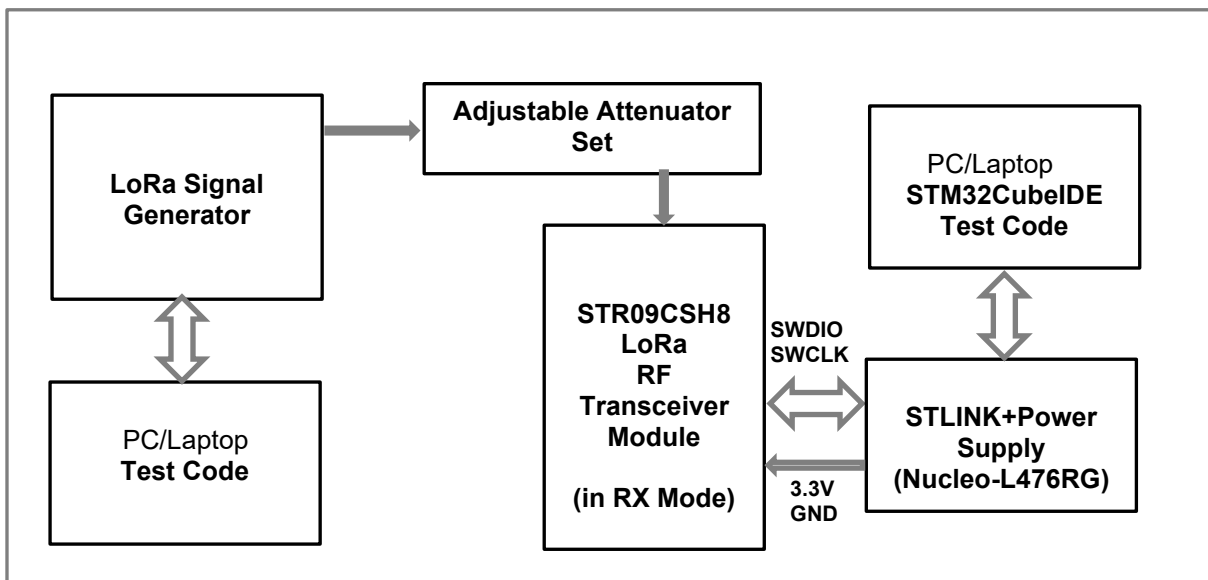 LoRa Signal
Generator
PC/Laptop
Test Code
Adjustable Attenuator
Set
STR09CSH8
LoRa
RF
Transceiver
Module
(in RX Mode)
SWDIO
SWCLK
3.3V
GND
PC/Laptop
STM32CubeIDE
Test Code
STLINK+Power
Supply
(Nucleo-L476RG)